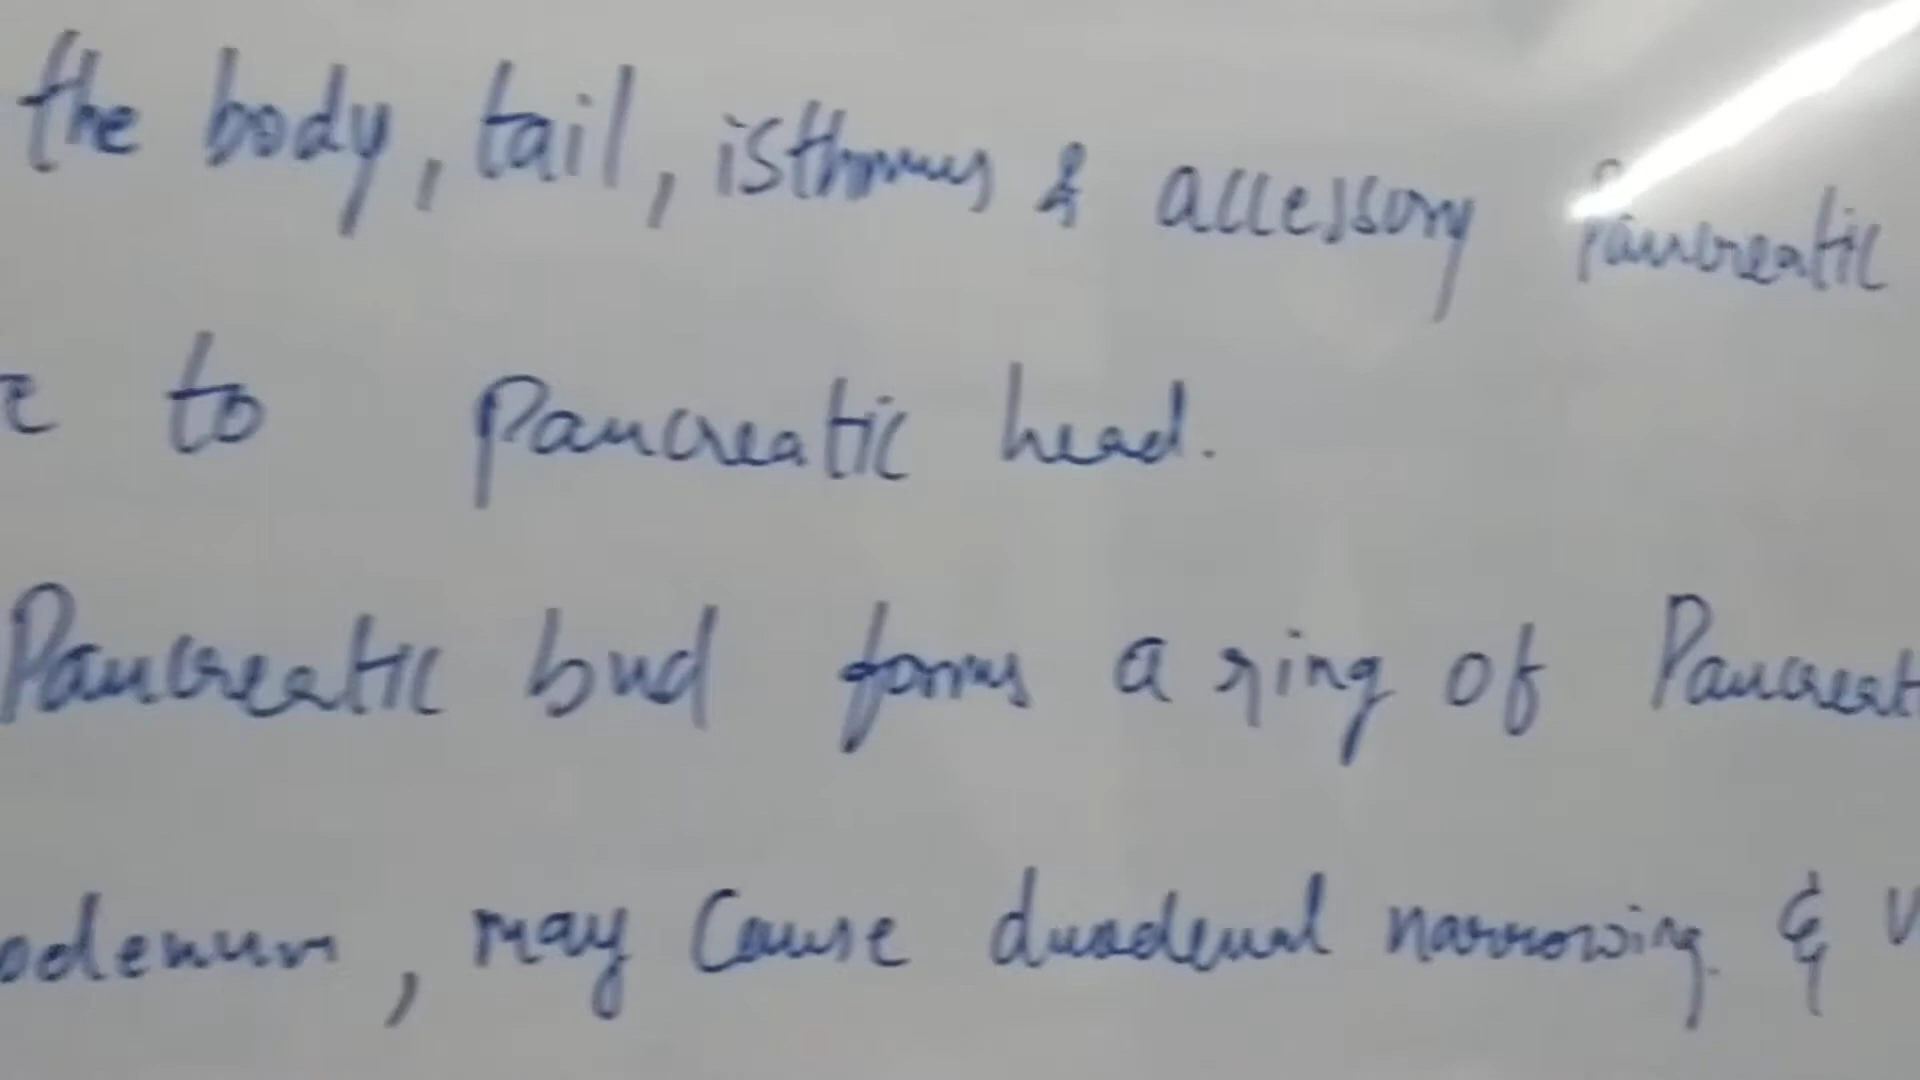 the body, tail, isthmus & accessory Pancreatic
to Pancreatic head.
Pancreatic bud forms a ring of Pancreat
odenum, may Cause duodenal narrowing &